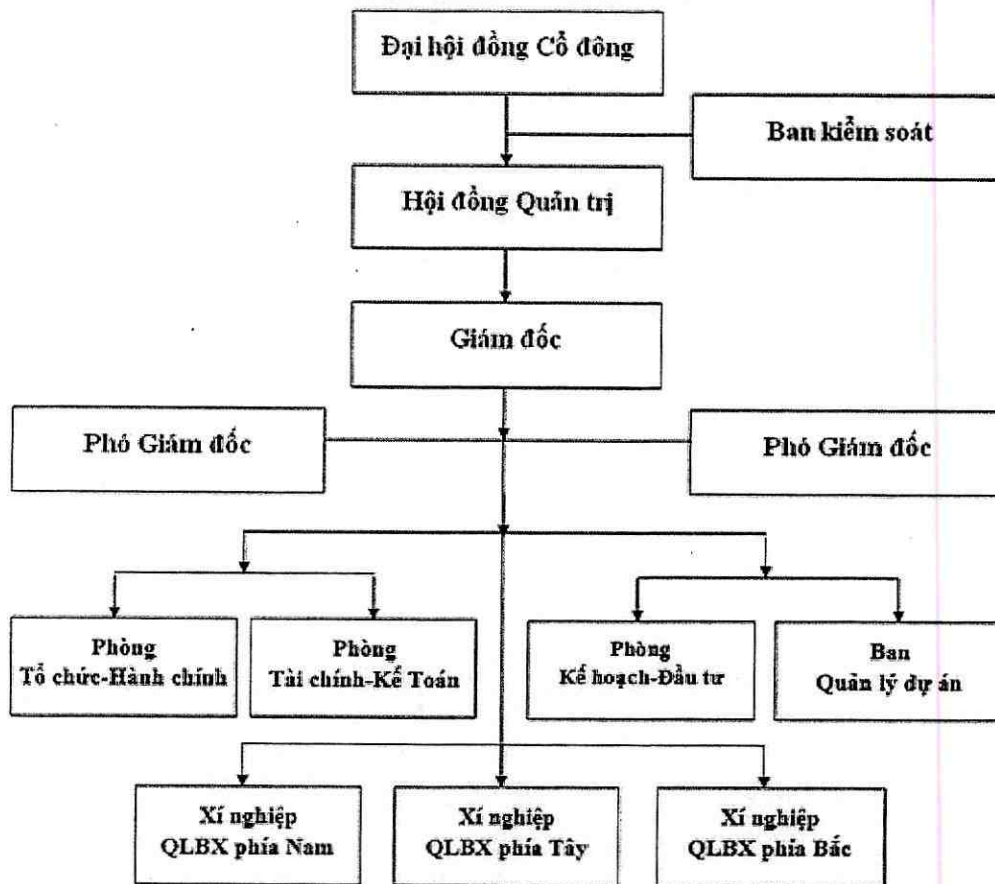 Đại hội đồng Cổ đông
Ban kiểm soát
Hội đồng Quản trị
Giám đốc
Phó Giám đốc
Phó Giám đốc
Phòng
Tổ chức-Hành chính
Phòng
Tài chính-Kế Toán
Phòng
Kế hoạch-Đầu tư
Ban
Quản lý dự án
Xí nghiệp
QLBX phía Nam
Xí nghiệp
QLBX phía Tây
Xí nghiệp
QLBX phía Bắc